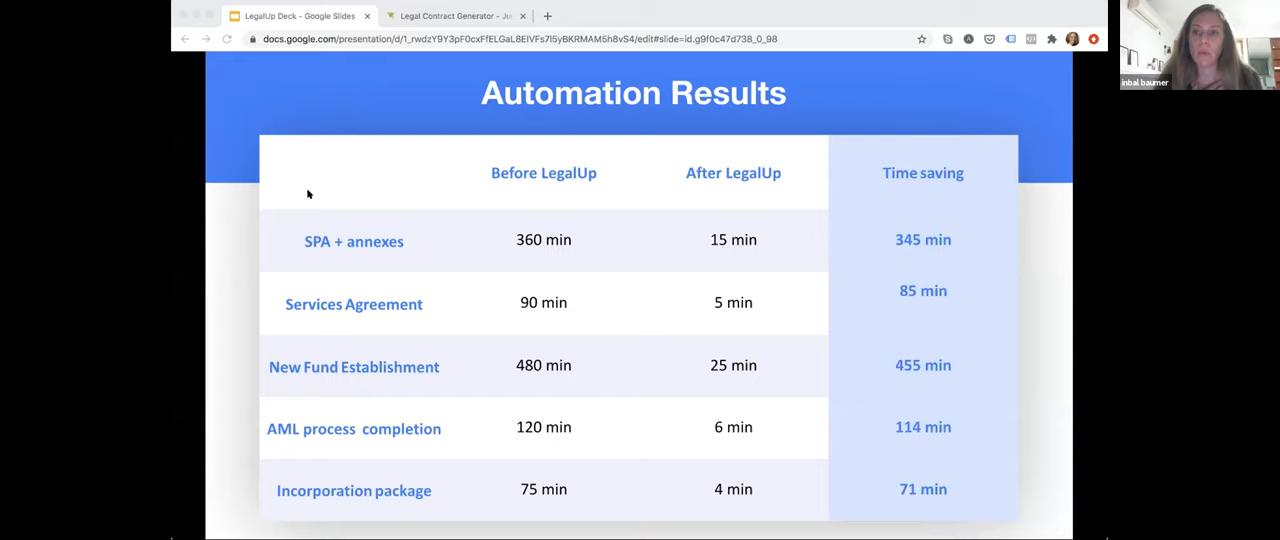 LegalUp Deck - Google Slides
Legal Contract Generator - Ju
docs.google.com/presentation/d/1_rwdzY9Y3pF0cxFfELGaL8EIVFs7I5yBKRMAM5h8vS4/edit#slide=id.g9f0c47d738_0_98
inbal baumer
Automation Results
Before LegalUp After LegalUp Time saving
SPA + annexes 360 min 15 min 345 min
Services Agreement 90 min 5 min 85 min
New Fund Establishment 480 min 25 min 455 min
AML process completion 120 min 6 min 114 min
Incorporation package 75 min 4 min 71 min